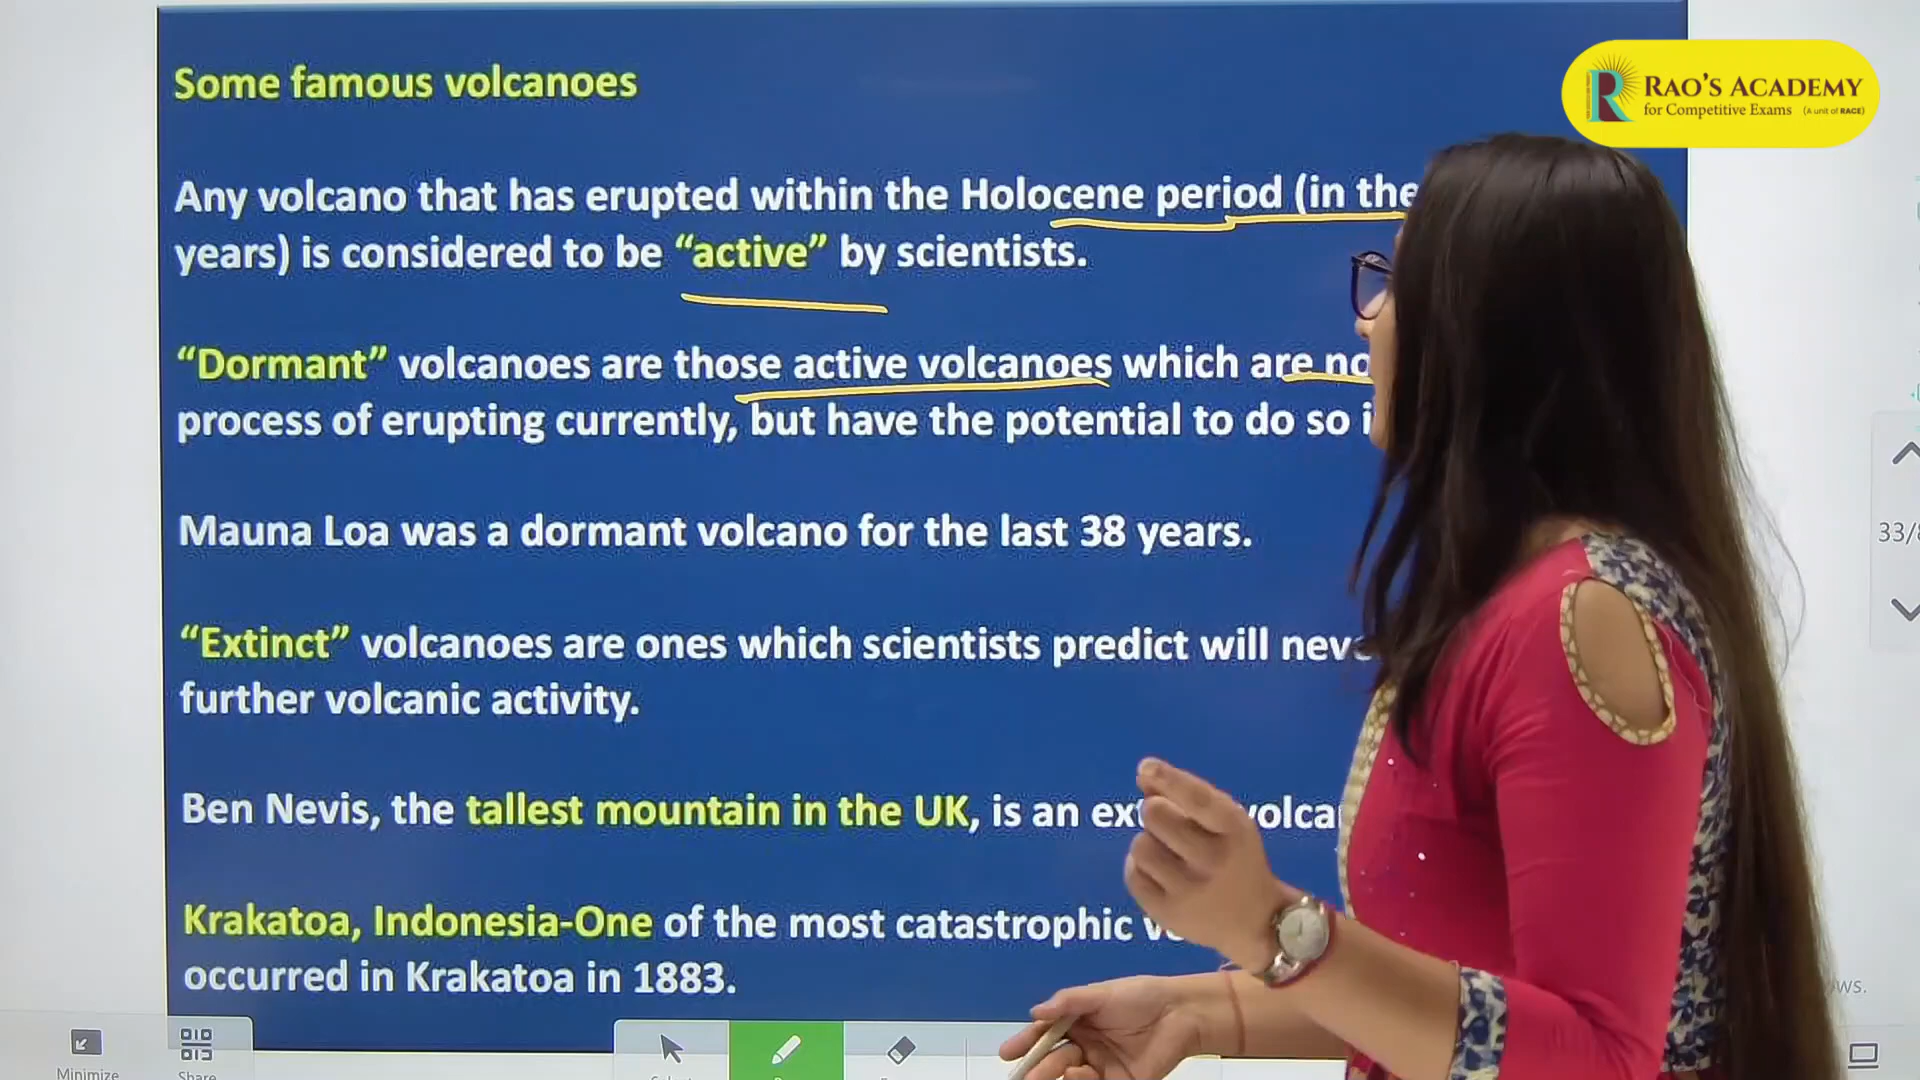 Some famous volcanoes
RAO'S ACADEMY
for Competitive Exams (A unit of RACE)
Any volcano that has erupted within the Holocene period (in the
years) is considered to be “active” by scientists.
“Dormant” volcanoes are those active volcanoes which are
process of erupting currently, but have the potential to do so
Mauna Loa was a dormant volcano for the last 38 years.
33/
“Extinct” volcanoes are ones which scientists predict will
further volcanic activity.
Ben Nevis, the tallest mountain in the UK, is an
Krakatoa, Indonesia-One of the most catastrophic
occurred in Krakatoa in 1883.
Minimize
Share